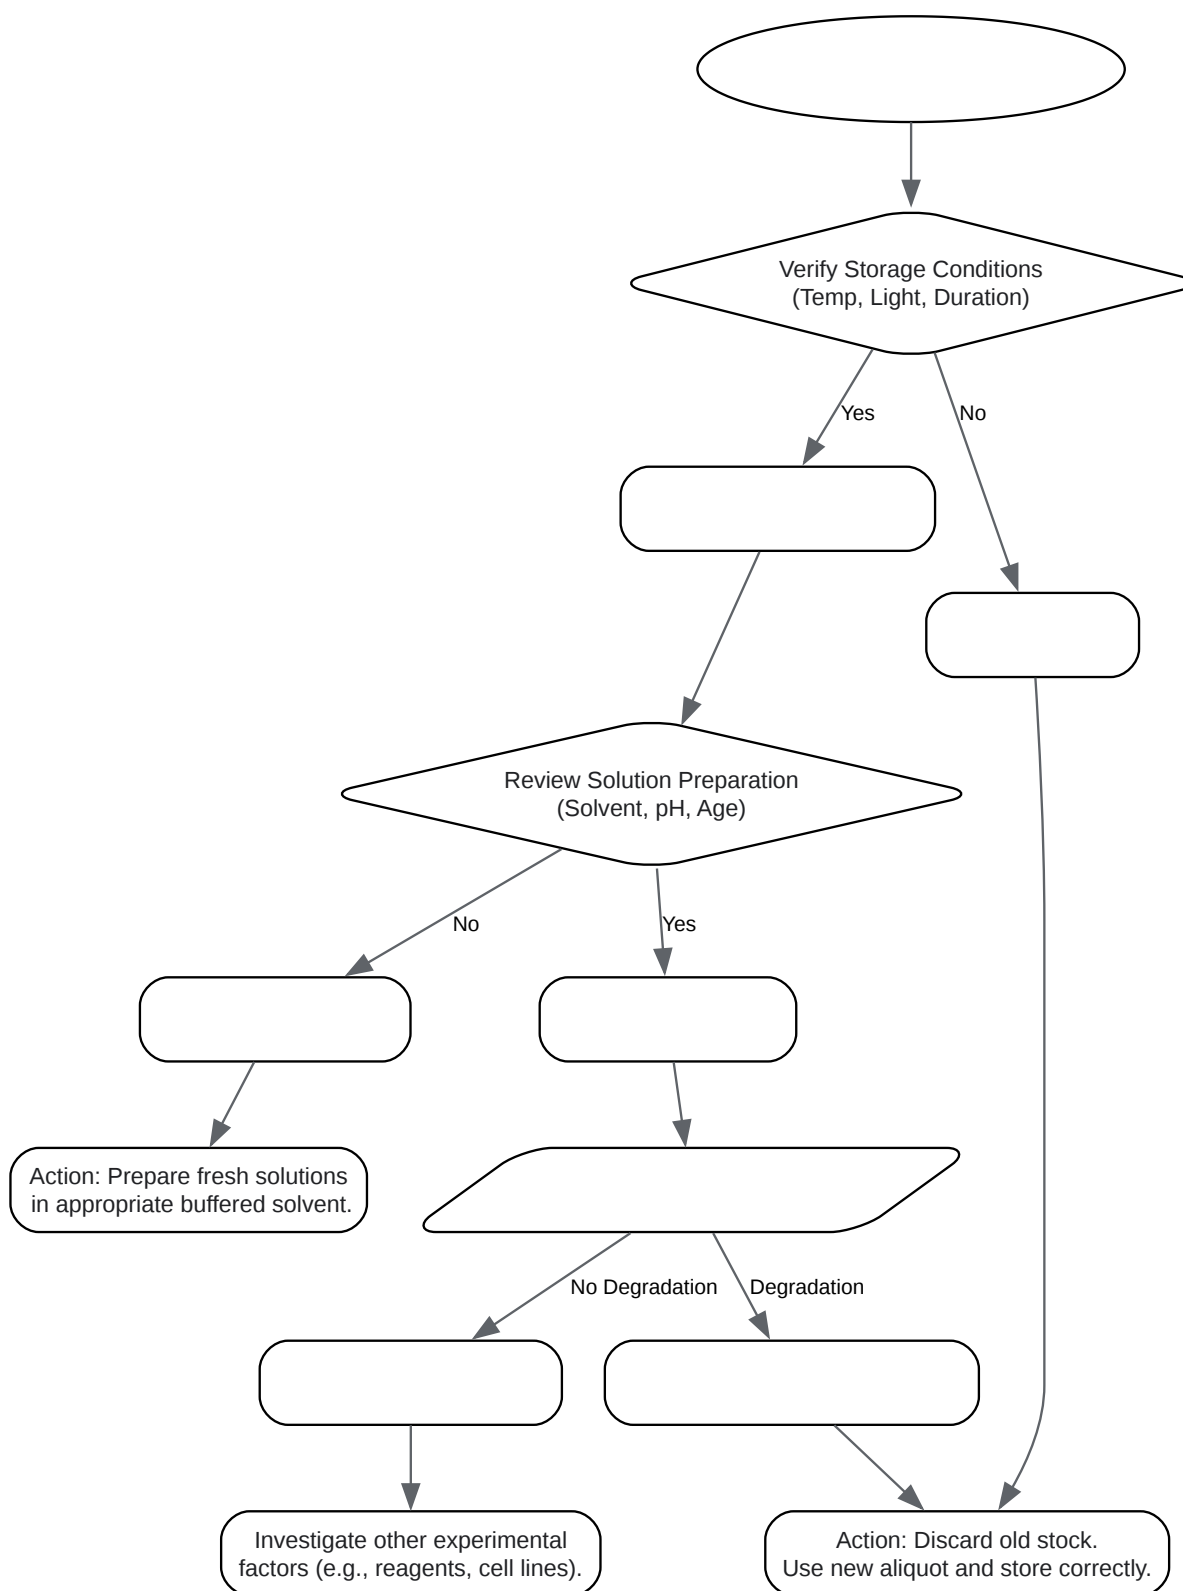 Verify Storage Conditions
(Temp, Light, Duration)
Yes
No
Review Solution Preparation
(Solvent, pH, Age)
No
Yes
Action: Prepare fresh solutions
in appropriate buffered solvent.
No Degradation
Degradation
Investigate other experimental
factors (e.g., reagents, cell lines).
Action: Discard old stock.
Use new aliquot and store correctly.